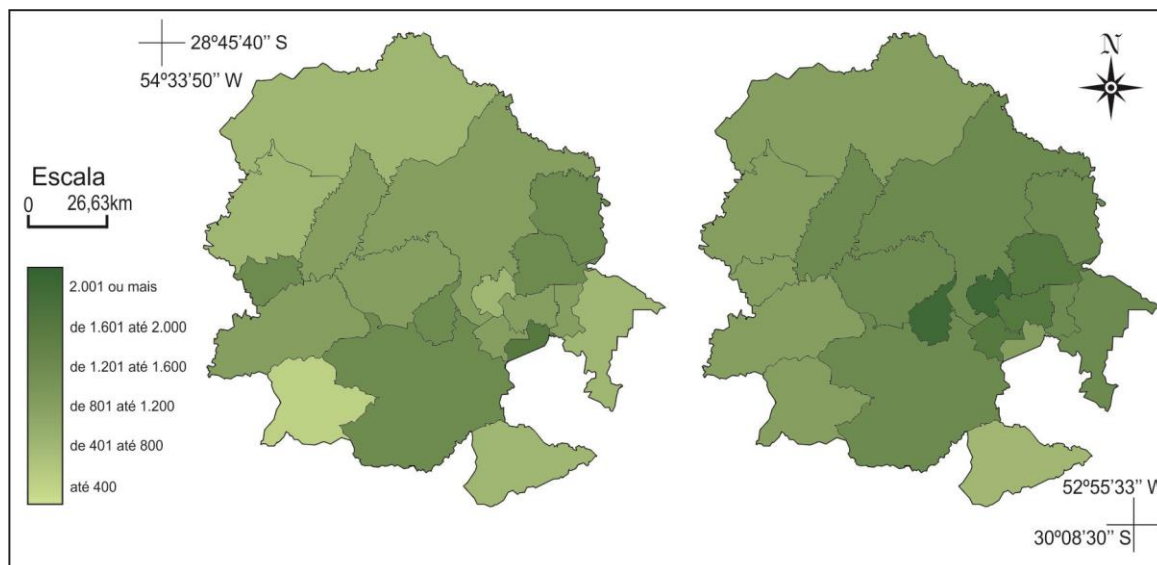 28º45'40’’ S
54º33'50’’ W
N
Escala
0 26,63km
2.001 ou mais
de 1.601 até 2.000
de 1.201 até 1.600
de 801 até 1.200
de 401 até 800
até 400
52º55'33’’ W
30º08'30’’ S